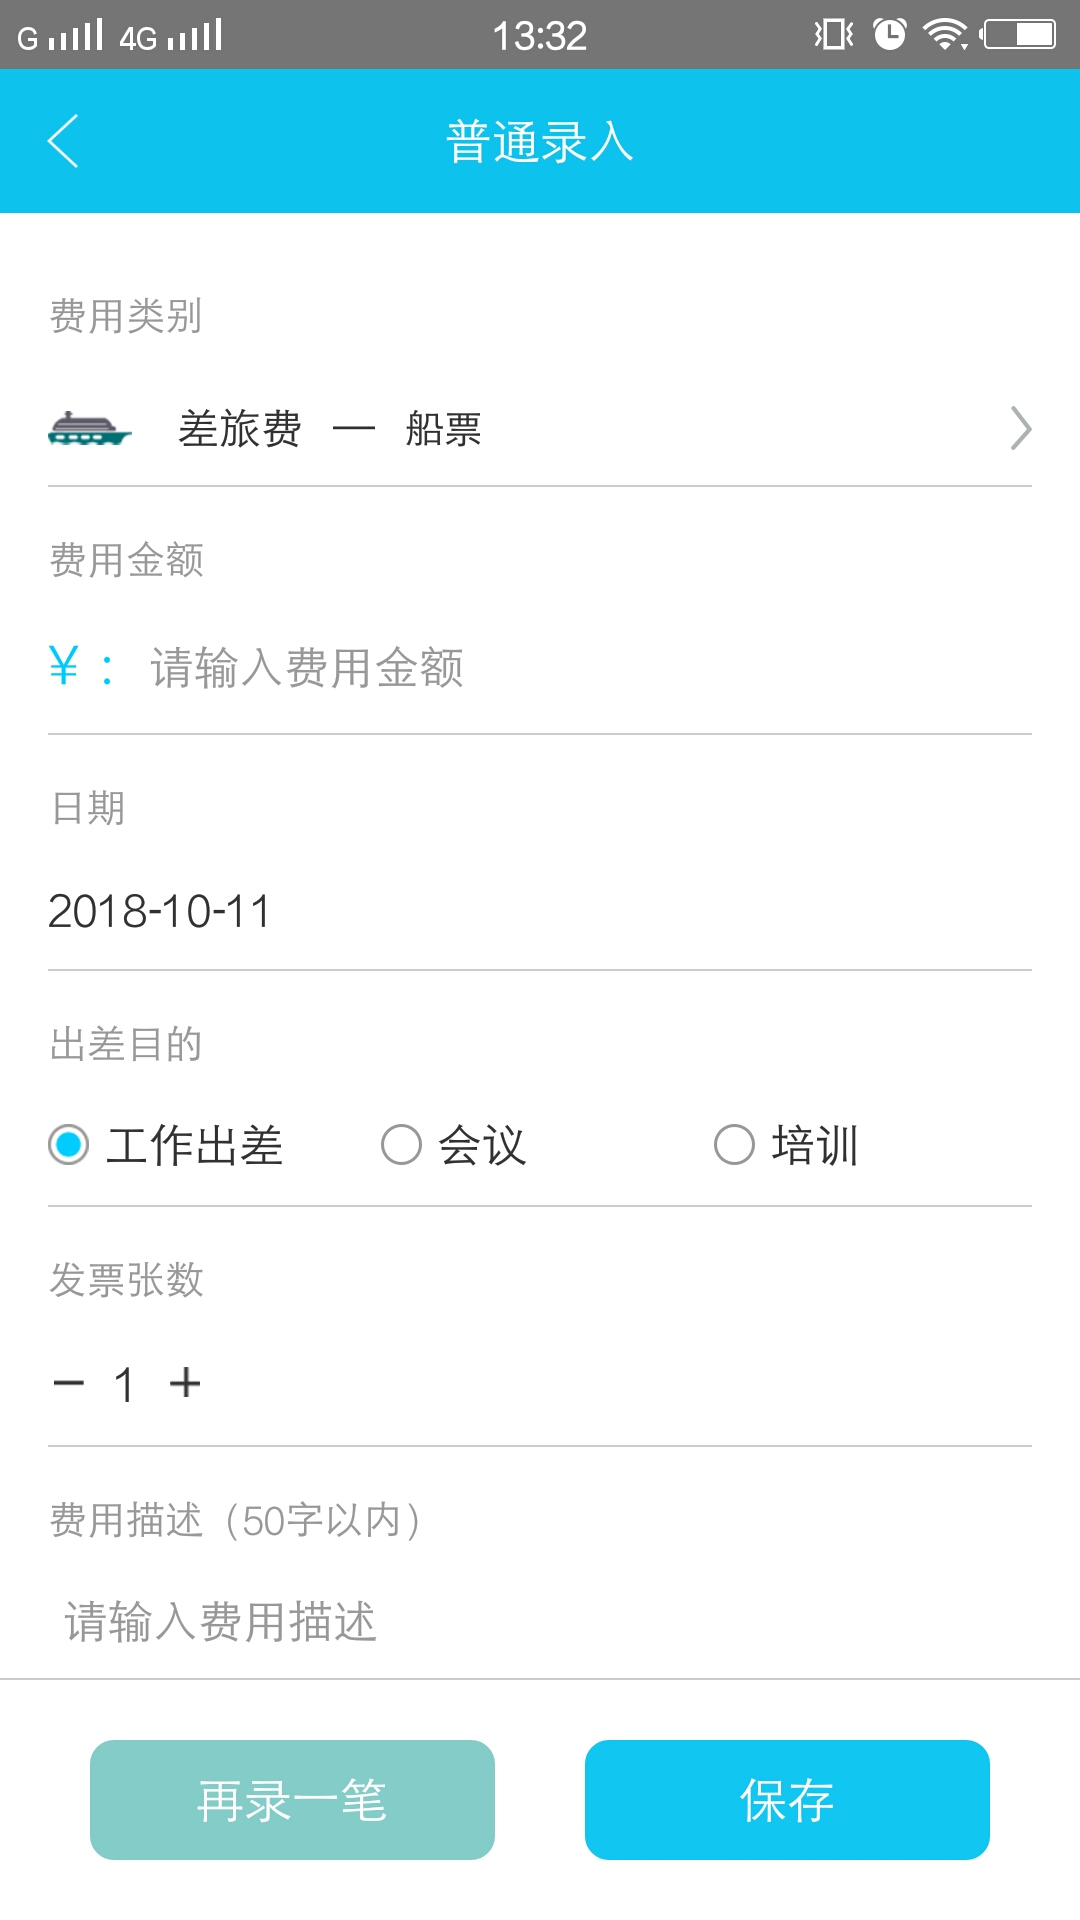 G 4G 13:32
普通录入
费用类别
差旅费 — 船票
费用金额
¥ : 请输入费用金额
日期
2018-10-11
出差目的
工作出差 会议 培训
发票张数
− 1 +
费用描述（50字以内）
请输入费用描述
再录一笔 保存